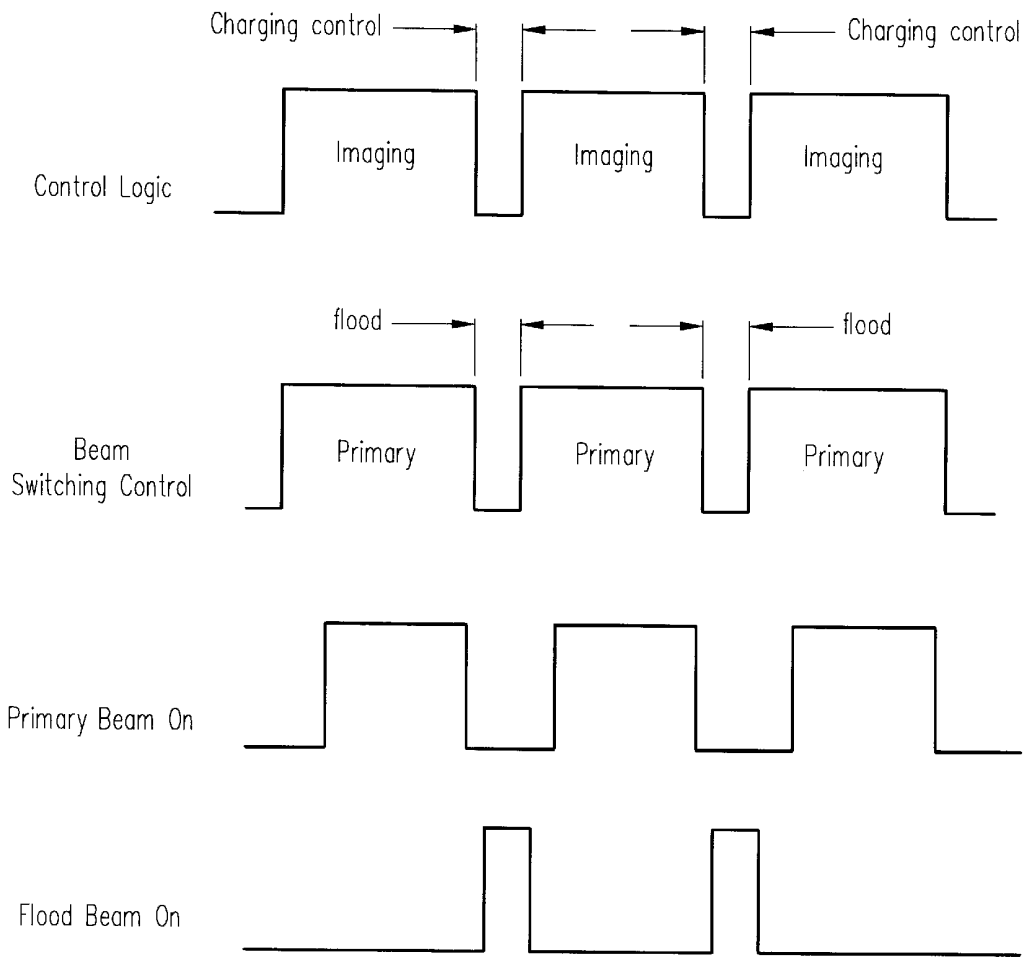 Charging control
Charging control
Imaging
Imaging
Imaging
Control Logic
flood
flood
Primary
Primary
Primary
Beam
Switching Control
Primary Beam On
Flood Beam On